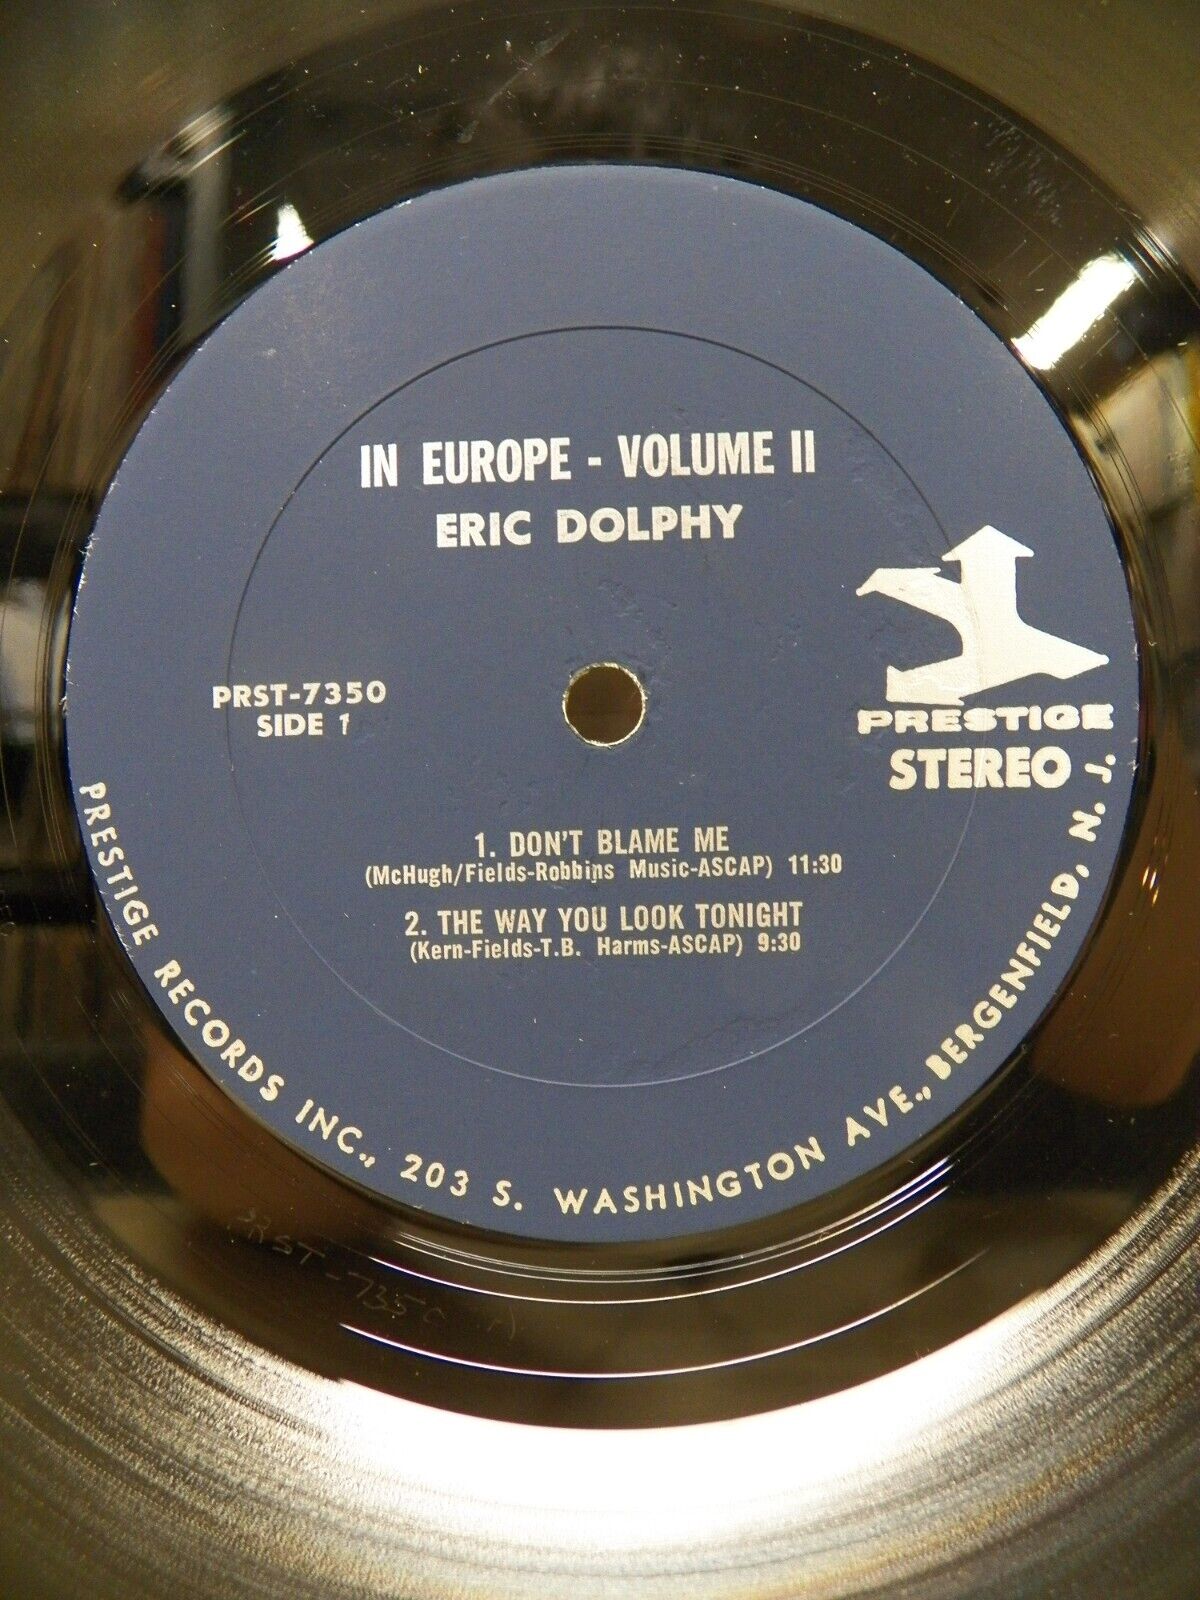 IN EUROPE - VOLUME II
ERIC DOLPHY
PRST-7350
SIDE 1
PRESTIGE
STEREO
1. DON'T BLAME ME
(McHugh/Fields-Robbins Music-ASCAP) 11:30
2. THE WAY YOU LOOK TONIGHT
(Kern-Fields-T.B. Harms-ASCAP) 9:30
PRESTIGE RECORDS INC., 203 S. WASHINGTON AVE., BERGENFIELD, N. J.